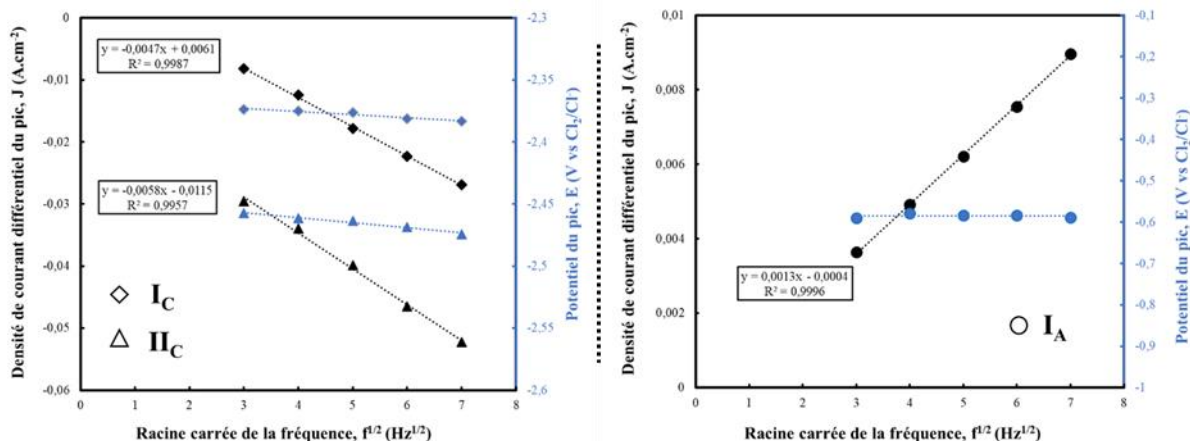 0
-0,01
-0,02
-0,03
-0,04
-0,05
-0,06
Densité de courant différentiel du pic, J (A.cm⁻²)
y = -0,0047x + 0,0061
R² = 0,9987
y = -0,0058x - 0,0115
R² = 0,9957
I_C
II_C
-2,3
-2,35
-2,4
-2,45
-2,5
-2,55
-2,6
Potentiel du pic, E (V vs Cl₂/Cl⁻)
0 1 2 3 4 5 6 7 8
Racine carrée de la fréquence, f^1/2 (Hz^1/2)
0,01
0,008
0,006
0,004
0,002
0
Densité de courant différentiel du pic, J (A.cm⁻²)
y = 0,0013x - 0,0004
R² = 0,9996
I_A
-0,1
-0,2
-0,3
-0,4
-0,5
-0,6
-0,7
-0,8
-0,9
-1
Potentiel du pic, E (V vs Cl₂/Cl⁻)
0 1 2 3 4 5 6 7 8
Racine carrée de la fréquence, f^1/2 (Hz^1/2)